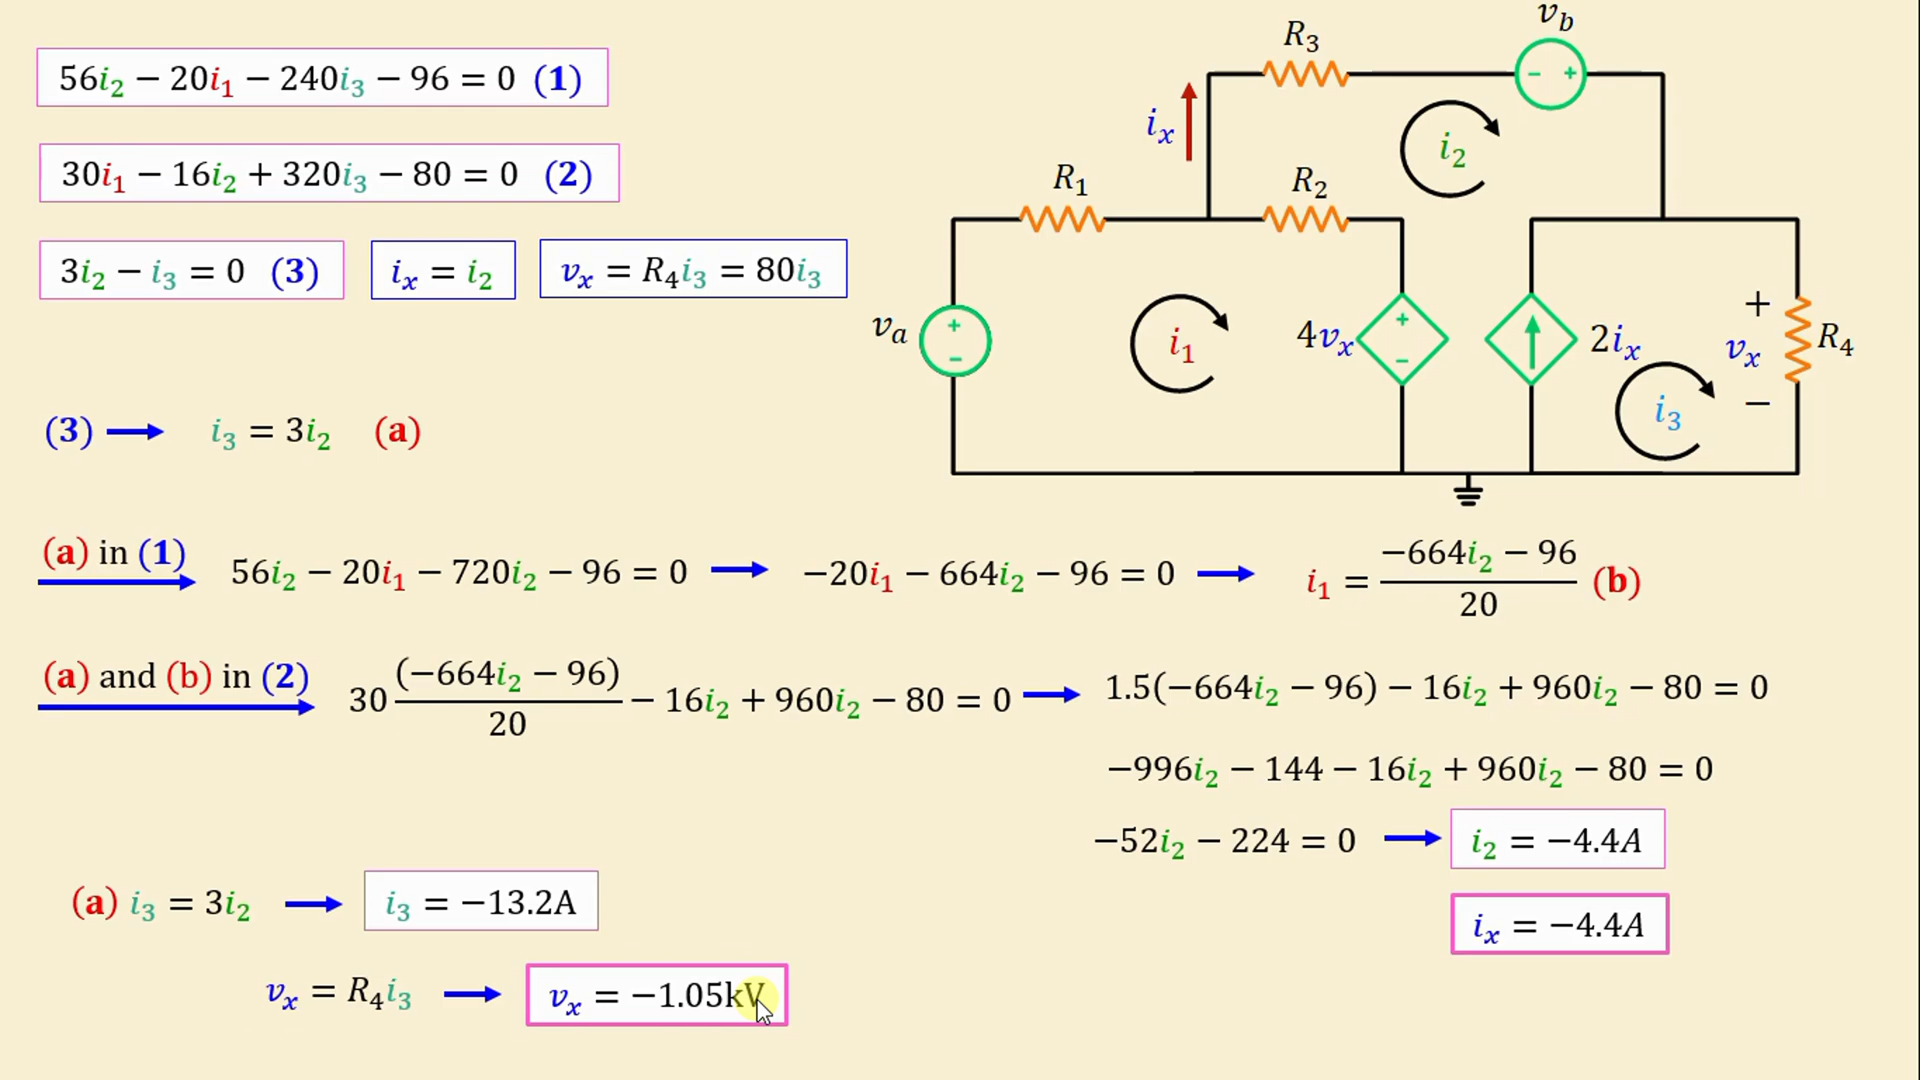 56i₂ − 20i₁ − 240i₃ − 96 = 0 (1)
30i₁ − 16i₂ + 320i₃ − 80 = 0 (2)
3i₂ − i₃ = 0 (3)
iₓ = i₂
vₓ = R₄i₃ = 80i₃
v_b
− +
R₃
iₓ
i₂
R₁
R₂
vₐ
+
−
i₁
4vₓ
+
−
2iₓ
i₃
+
vₓ
−
R₄
(3) → i₃ = 3i₂ (a)
(a) in (1) 56i₂ − 20i₁ − 720i₂ − 96 = 0 → −20i₁ − 664i₂ − 96 = 0 → i₁ = (−664i₂ − 96)/20 (b)
(a) and (b) in (2) 30 (−664i₂ − 96)/20 − 16i₂ + 960i₂ − 80 = 0 → 1.5(−664i₂ − 96) − 16i₂ + 960i₂ − 80 = 0
−996i₂ − 144 − 16i₂ + 960i₂ − 80 = 0
−52i₂ − 224 = 0 → i₂ = −4.4A
(a) i₃ = 3i₂ → i₃ = −13.2A
iₓ = −4.4A
vₓ = R₄i₃ → vₓ = −1.05kV